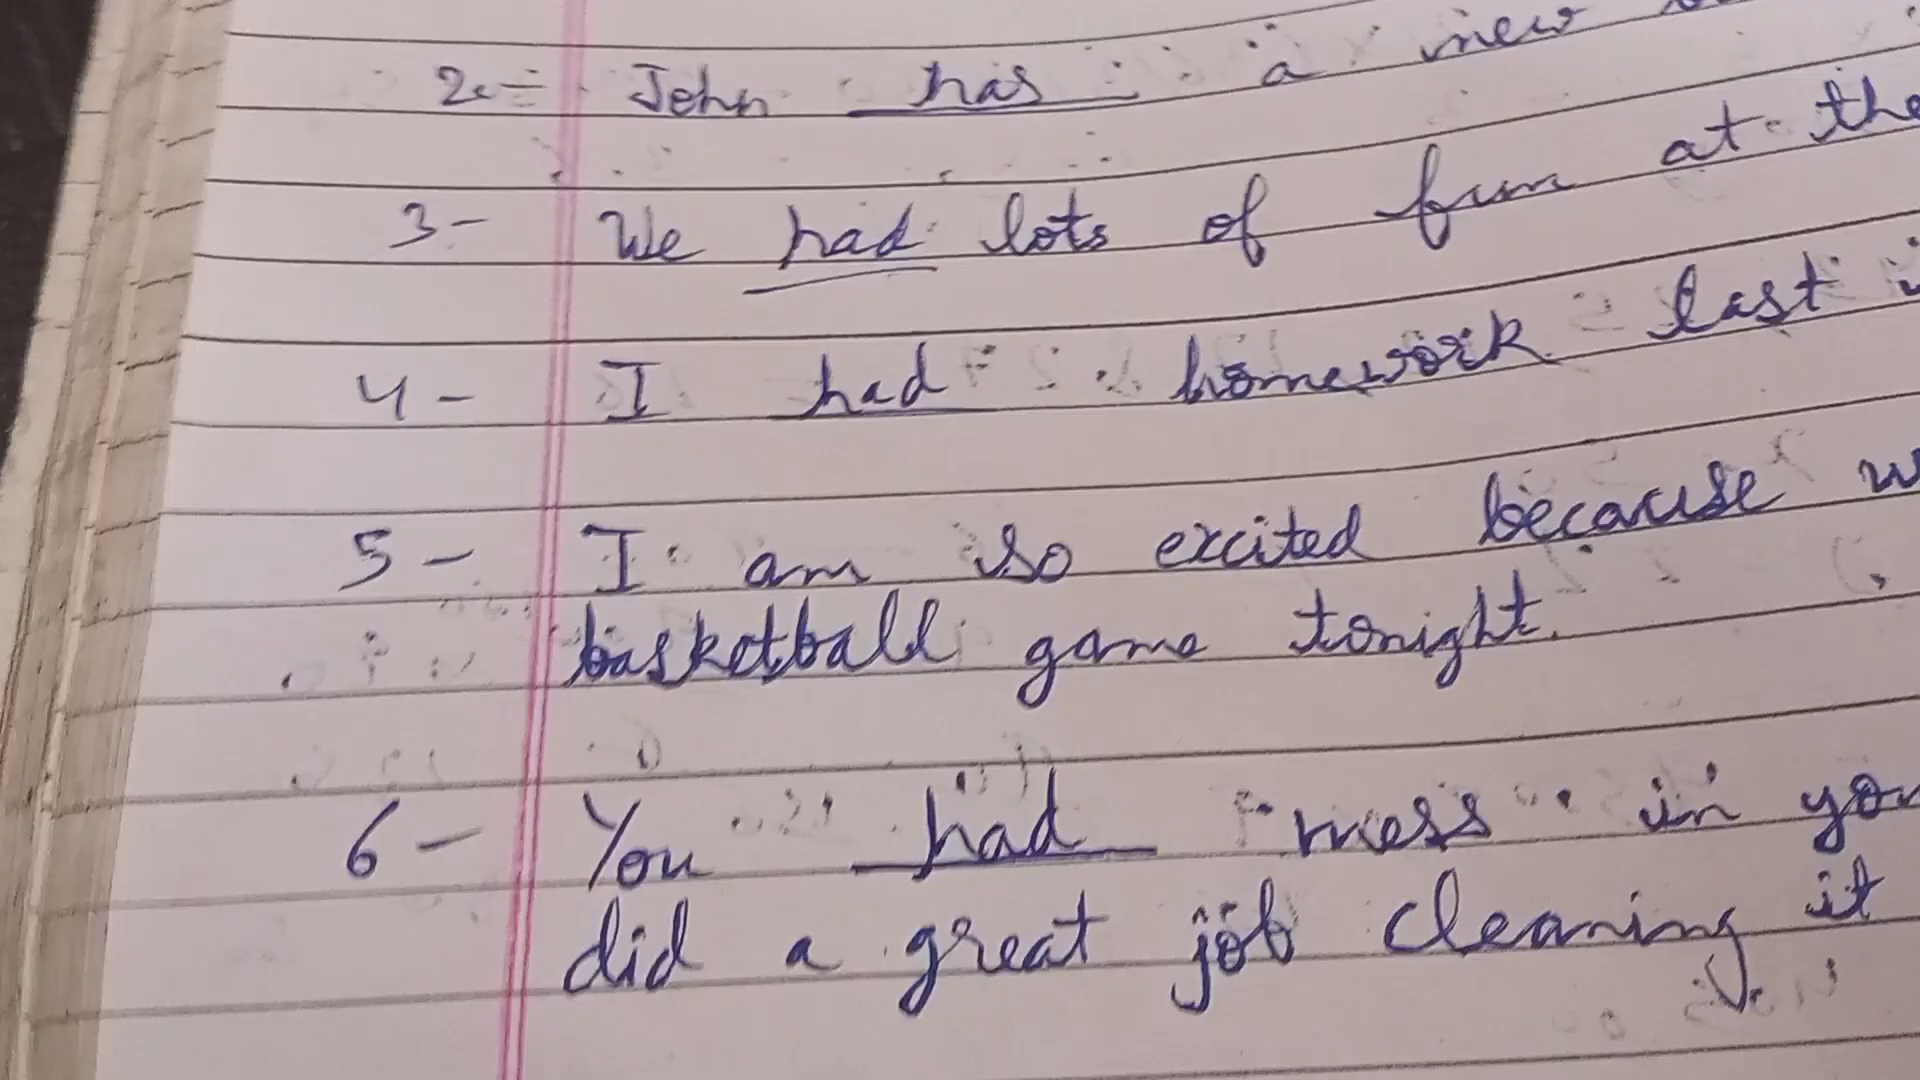 2.- John has a new
3- We had lots of fun at the
4- I had homework last
5- I am so excited because
basketball game tonight.
6- You had mess in
did a great job cleaning it